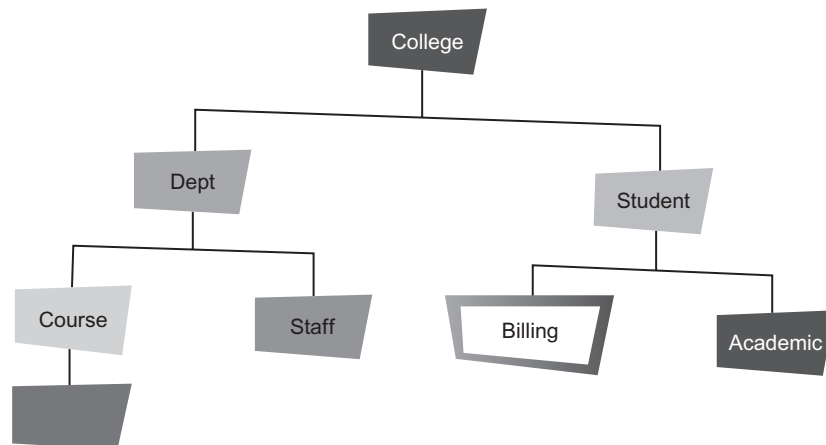 College
Dept
Student
Course
Staff
Billing
Academic